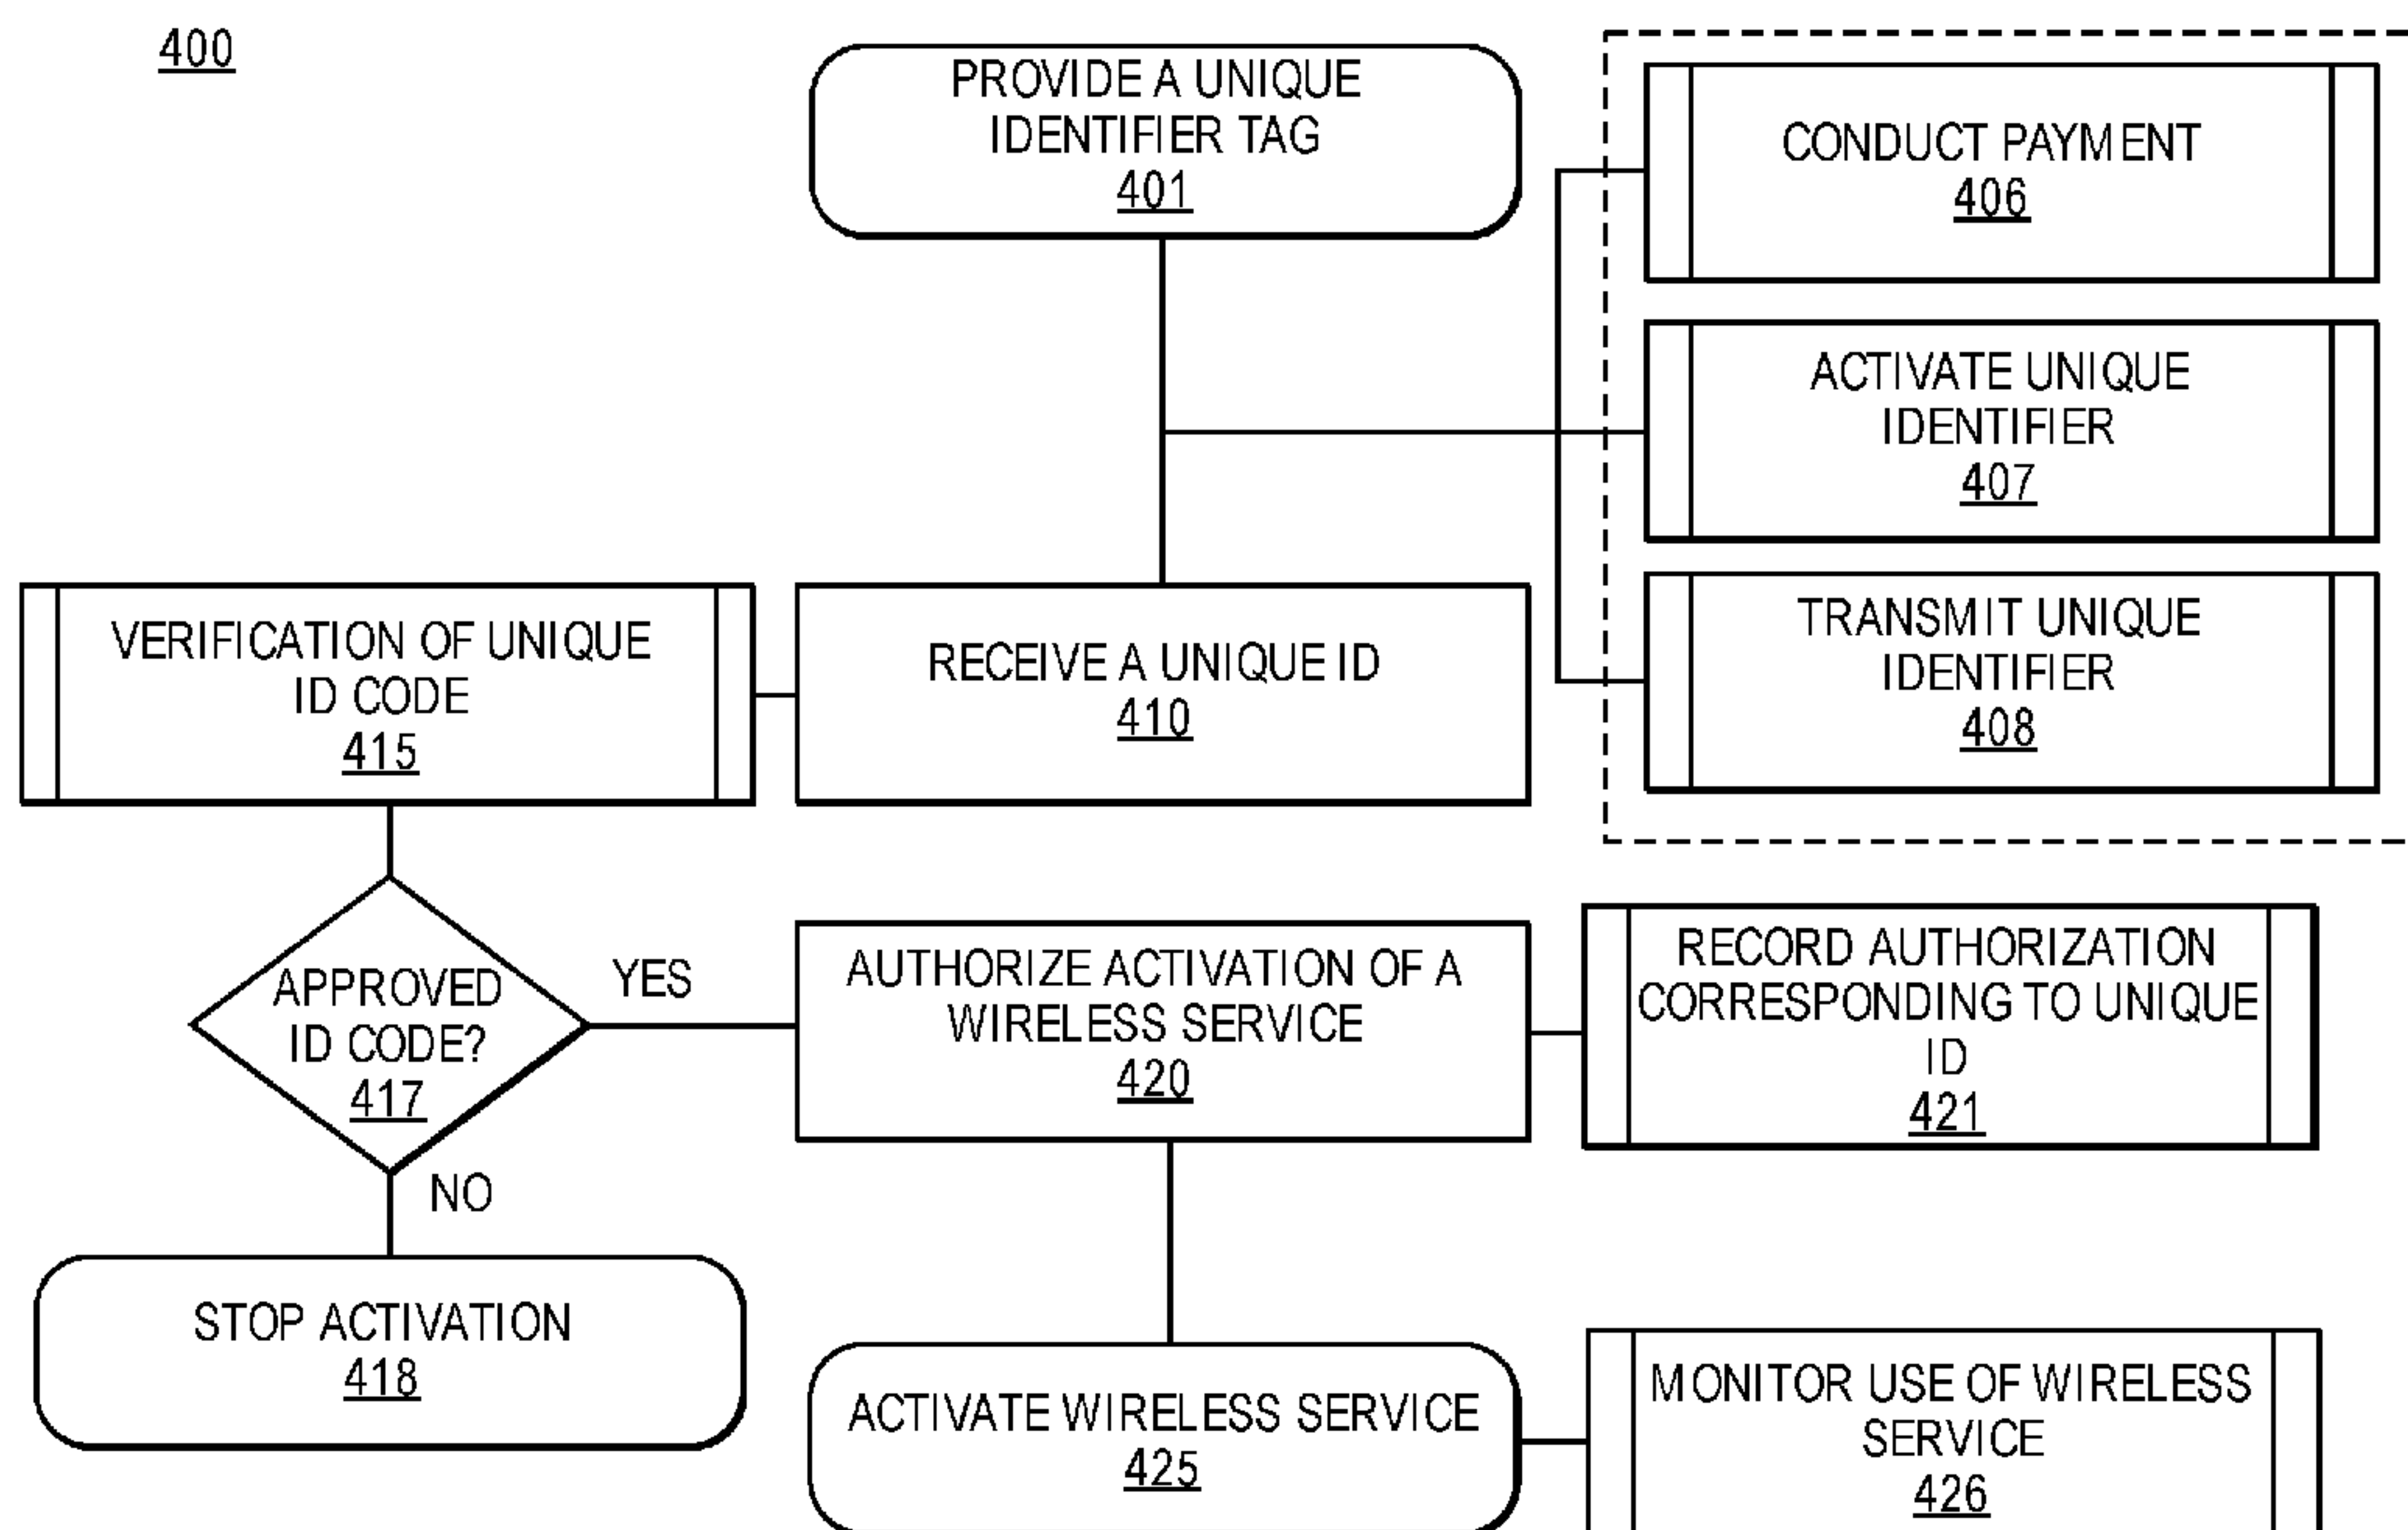 400
PROVIDE A UNIQUE
IDENTIFIER TAG
401
CONDUCT PAYMENT
406
ACTIVATE UNIQUE
IDENTIFIER
407
TRANSMIT UNIQUE
IDENTIFIER
408
RECEIVE A UNIQUE ID
410
VERIFICATION OF UNIQUE
ID CODE
415
APPROVED
ID CODE?
417
YES
NO
STOP ACTIVATION
418
AUTHORIZE ACTIVATION OF A
WIRELESS SERVICE
420
RECORD AUTHORIZATION
CORRESPONDING TO UNIQUE
ID
421
ACTIVATE WIRELESS SERVICE
425
MONITOR USE OF WIRELESS
SERVICE
426